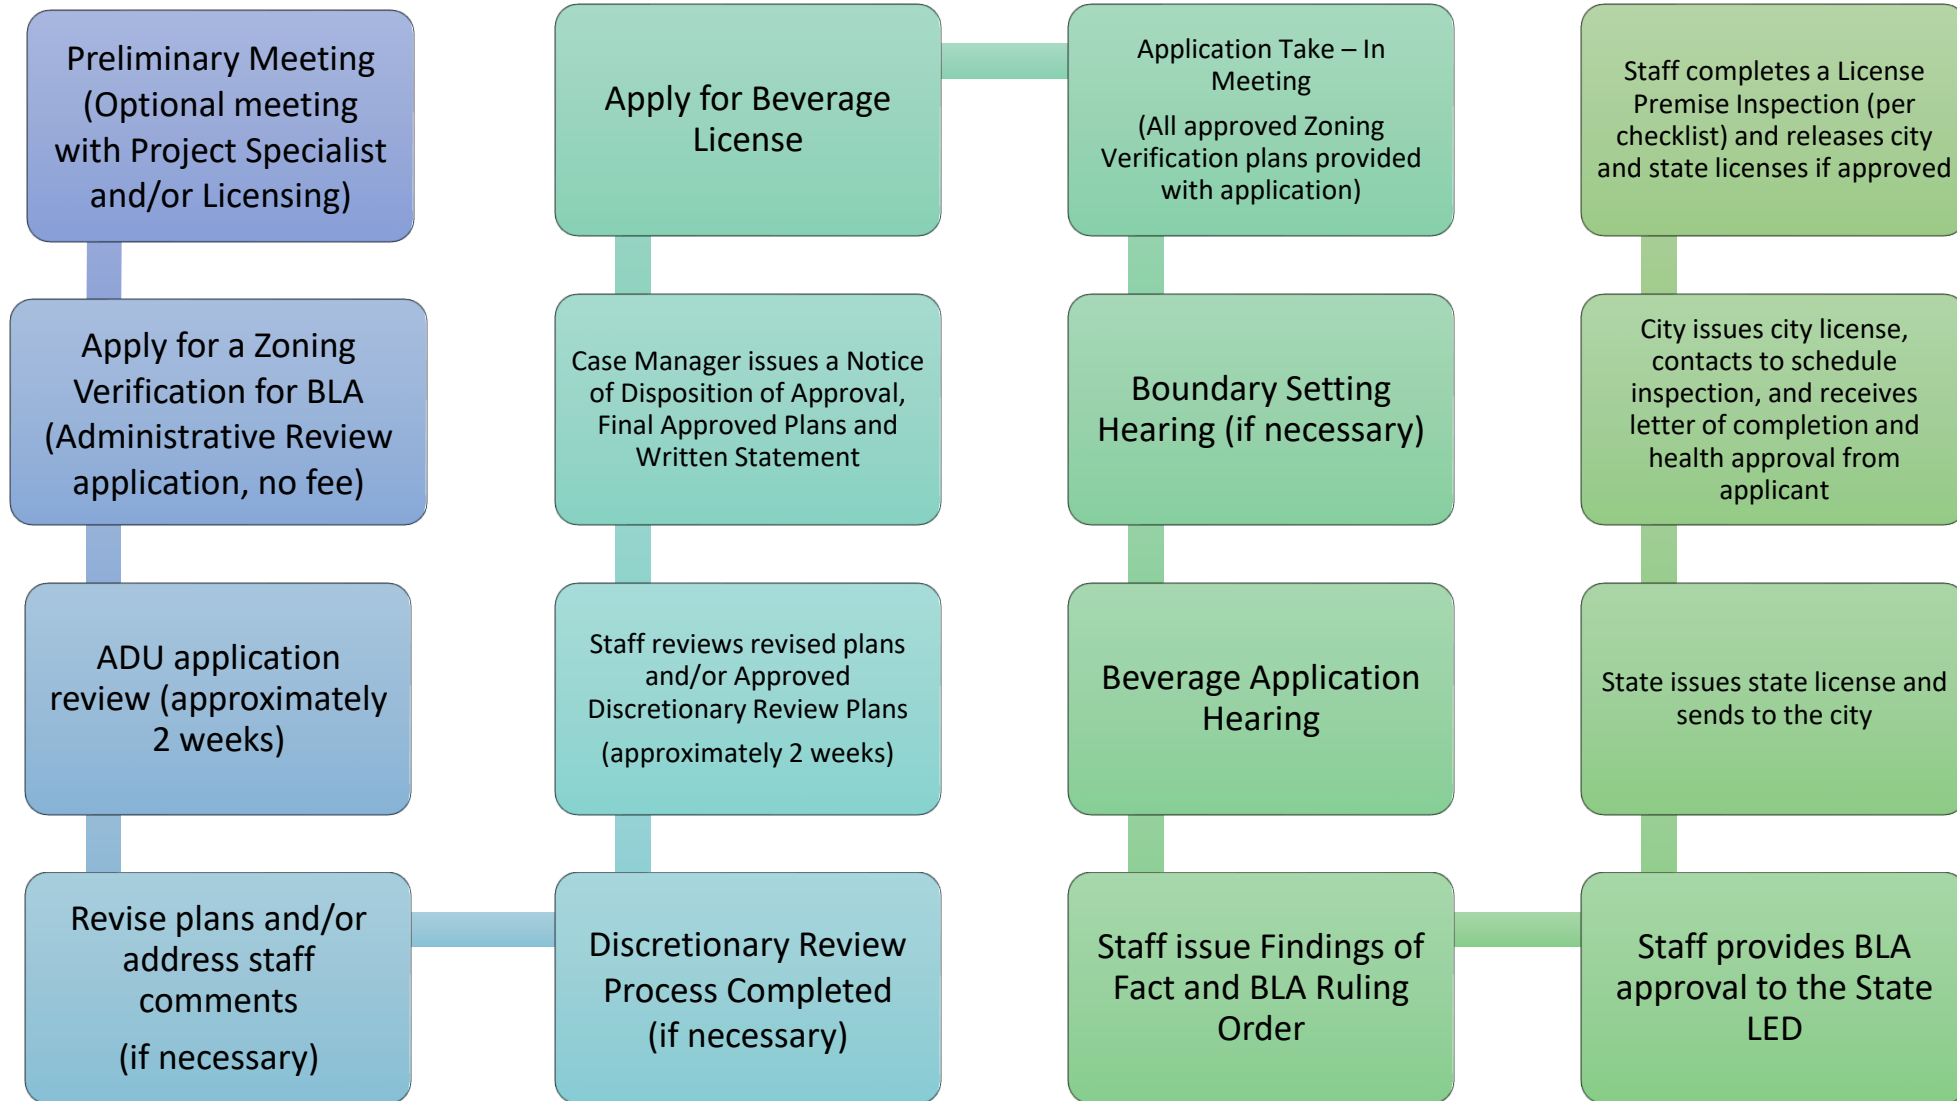 Preliminary Meeting
(Optional meeting
with Project Specialist
and/or Licensing)
Apply for a Zoning
Verification for BLA
(Administrative Review
application, no fee)
ADU application
review (approximately
2 weeks)
Revise plans and/or
address staff
comments
(if necessary)
Discretionary Review
Process Completed
(if necessary)
Staff reviews revised plans
and/or Approved
Discretionary Review Plans
(approximately 2 weeks)
Case Manager issues a Notice
of Disposition of Approval,
Final Approved Plans and
Written Statement
Apply for Beverage
License
Application Take – In
Meeting
(All approved Zoning
Verification plans provided
with application)
Boundary Setting
Hearing (if necessary)
Beverage Application
Hearing
Staff issue Findings of
Fact and BLA Ruling
Order
Staff provides BLA
approval to the State
LED
State issues state license and
sends to the city
City issues city license,
contacts to schedule
inspection, and receives
letter of completion and
health approval from
applicant
Staff completes a License
Premise Inspection (per
checklist) and releases city
and state licenses if approved